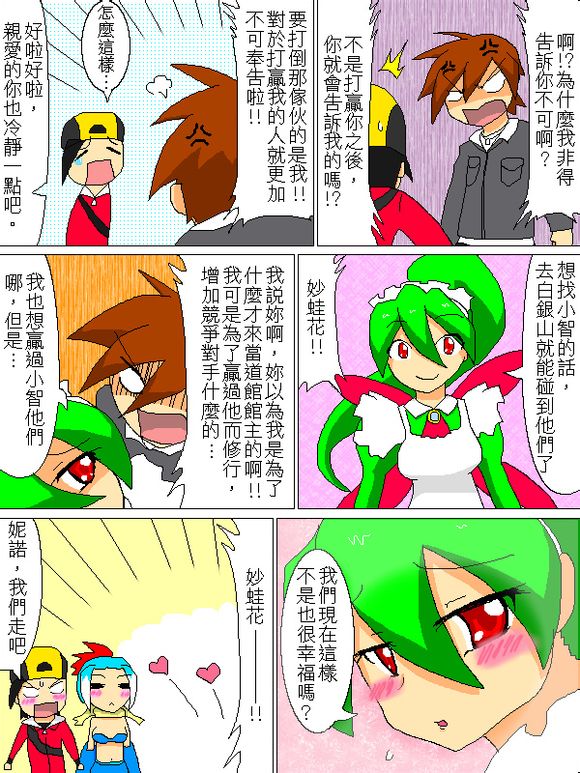 啊!?為什麼我非得
告訴你不可啊?
不是打贏你之後，
你就會告訴我的嗎!?
要打倒那傢伙的是我!!
對於打贏我的人就更加
不可奉告啦!!
怎麼這樣…
好啦好啦，
親愛的你也冷靜一點吧。
想找小智的話，
去白銀山就能碰到他們了
妙蛙花!!
我說妳啊，妳以為我是為了
什麼才來當道館館主的啊!!
我可是為了贏過他而修行，
增加競爭對手什麼的…
我也想贏過小智他們
哪，但是…
我們現在這樣
不是也很幸福嗎?
妙蛙花——!!
妮諾，我們走吧